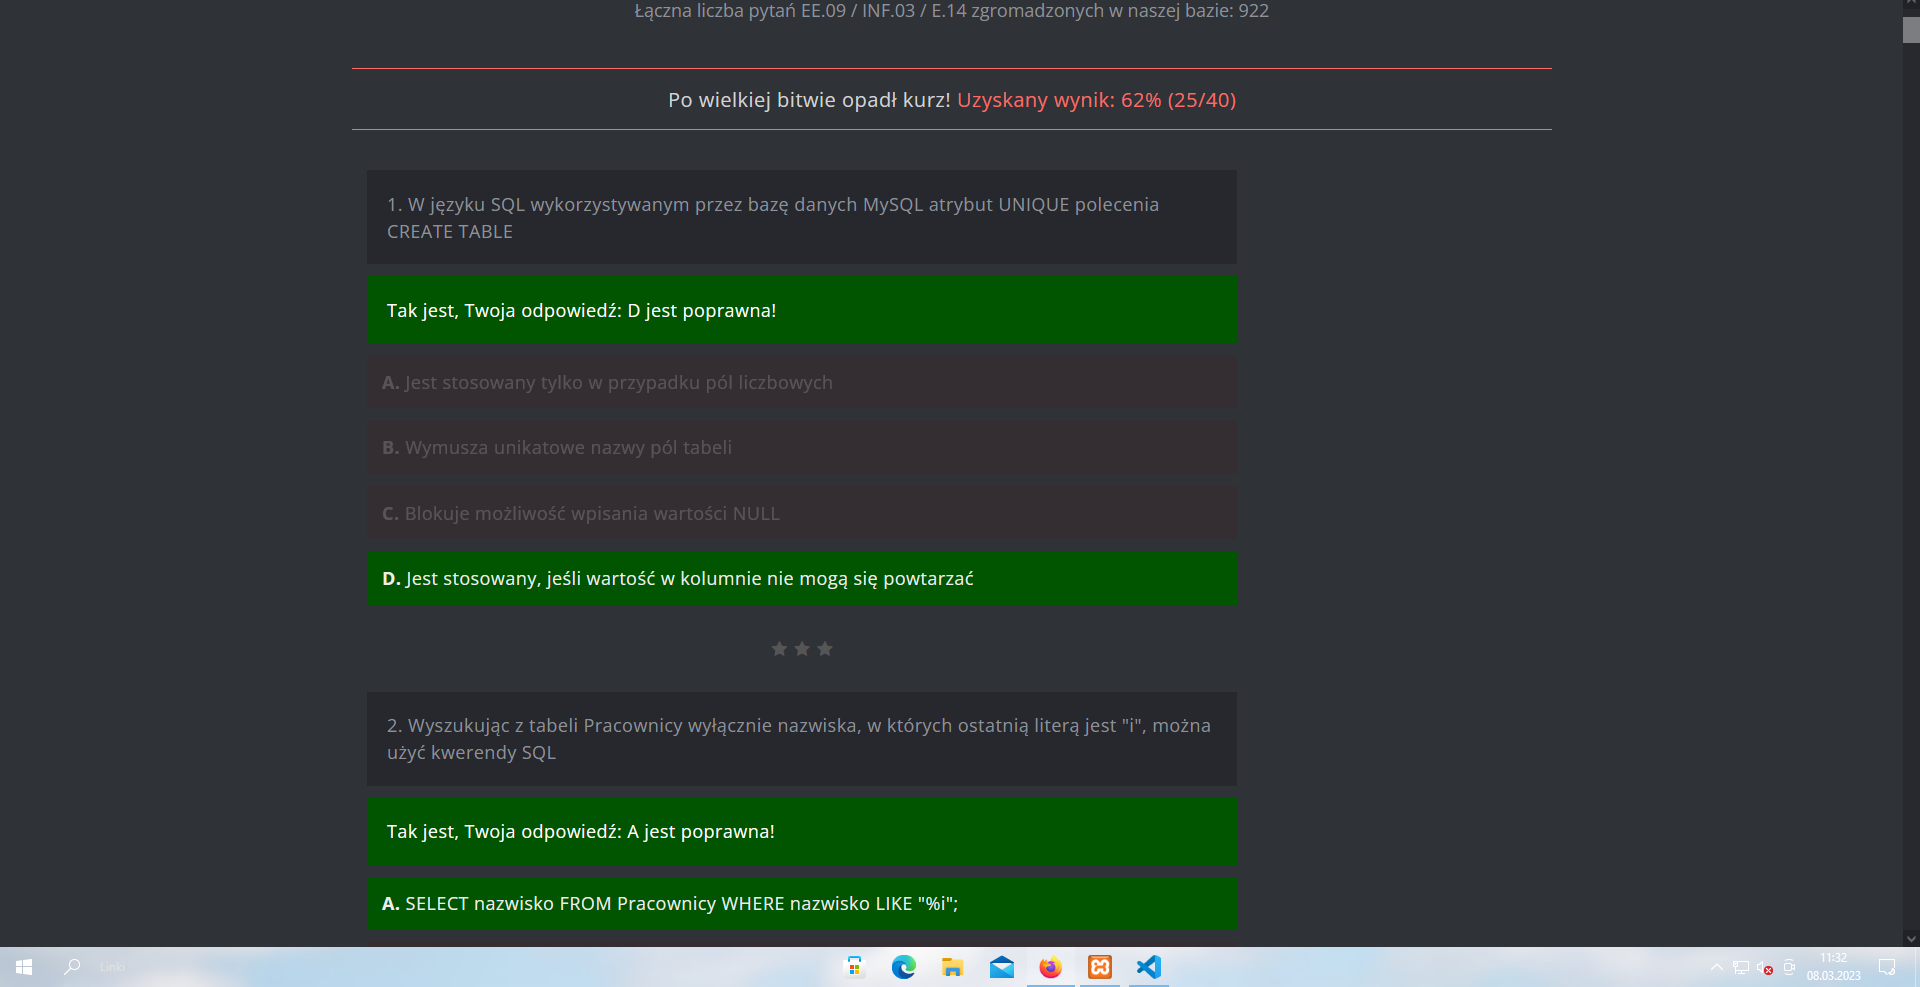 Łączna liczba pytań EE.09 / INF.03 / E.14 zgromadzonych w naszej bazie: 922
Po wielkiej bitwie opadł kurz! Uzyskany wynik: 62% (25/40)
1. W języku SQL wykorzystywanym przez bazę danych MySQL atrybut UNIQUE polecenia
CREATE TABLE
Tak jest, Twoja odpowiedź: D jest poprawna!
A. Jest stosowany tylko w przypadku pól liczbowych
B. Wymusza unikatowe nazwy pól tabeli
C. Blokuje możliwość wpisania wartości NULL
D. Jest stosowany, jeśli wartość w kolumnie nie mogą się powtarzać
2. Wyszukując z tabeli Pracownicy wyłącznie nazwiska, w których ostatnią literą jest "i", można
użyć kwerendy SQL
Tak jest, Twoja odpowiedź: A jest poprawna!
A. SELECT nazwisko FROM Pracownicy WHERE nazwisko LIKE "%i";
Linki
11:32
08.03.2023